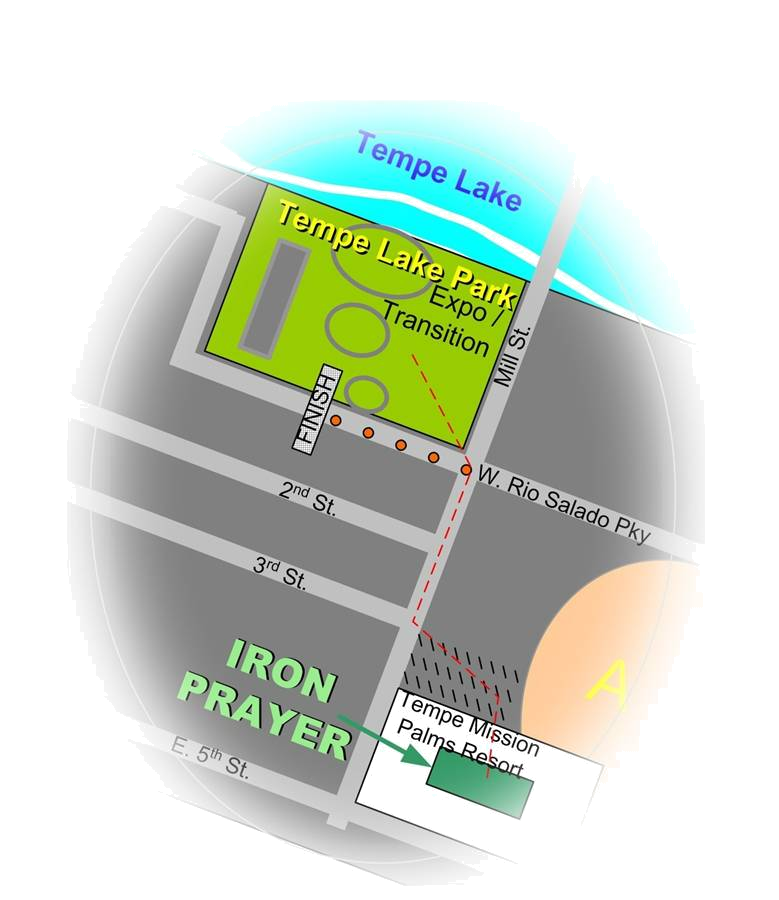 Tempe Lake
Tempe Lake Park
Expo /
Transition
Mill St.
FINISH
W. Rio Salado Pky
2nd St.
3rd St.
IRON
PRAYER
A
Tempe Mission
Palms Resort
E. 5th St.